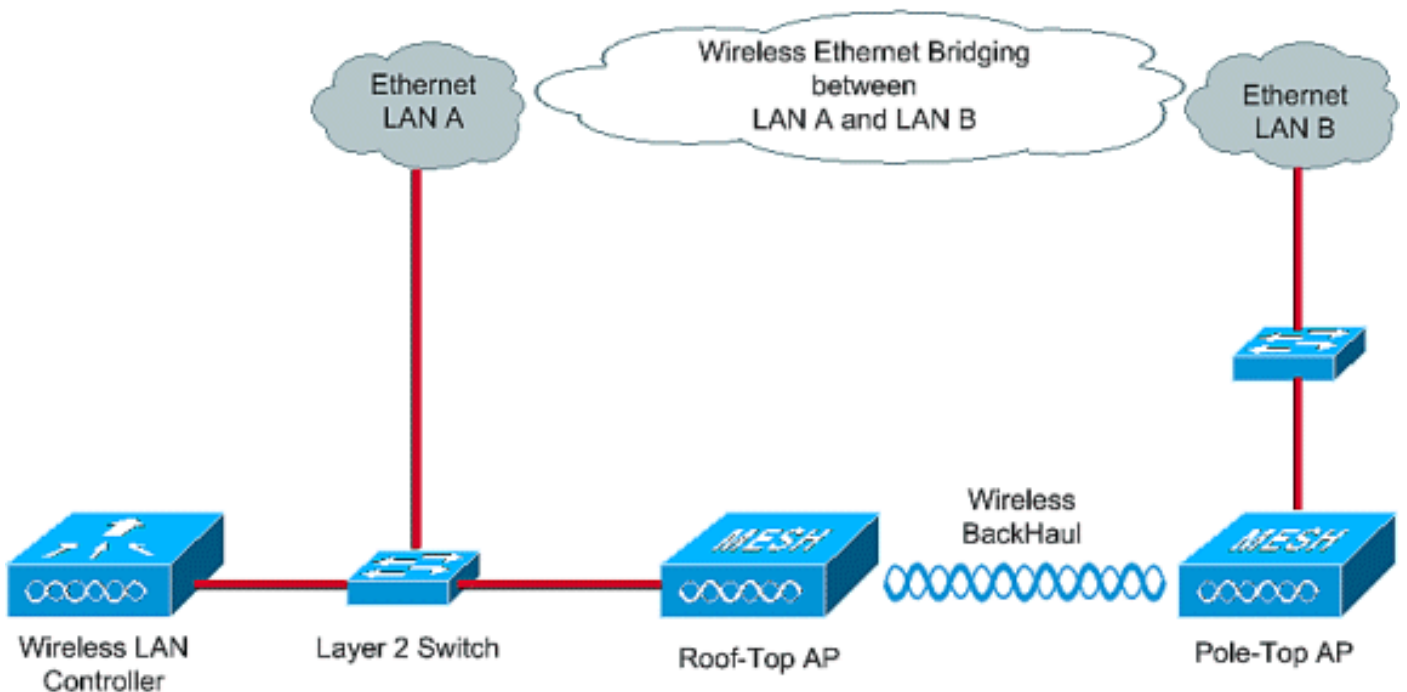 Ethernet
LAN A
Wireless Ethernet Bridging
between
LAN A and LAN B
Ethernet
LAN B
Wireless
BackHaul
MESH
MESH
Wireless LAN
Controller
Layer 2 Switch
Roof-Top AP
Pole-Top AP